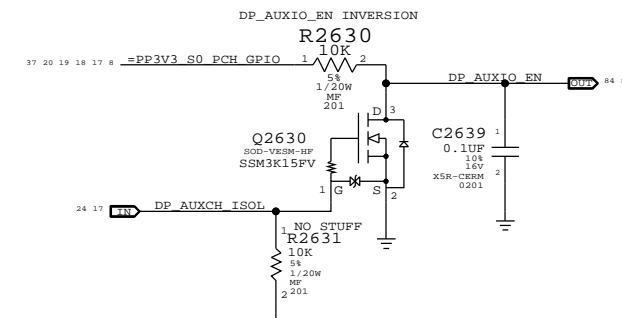 DP_AUXIO_EN INVERSION
R2630
10K
37 20 19 18 17 8 =PP3V3_S0_PCH_GPIO 1 2
5%
1/20W
MF
201
DP_AUXIO_EN OUT 84
D 3
Q2630
SOD-VESM-HF
SSM3K15FV
1 G S 2
C2639
0.1UF
10%
16V
X5R-CERM
0201
1
2
24 17 IN DP_AUXCH_ISOL
NO STUFF
1 R2631
10K
5%
1/20W
MF
2 201